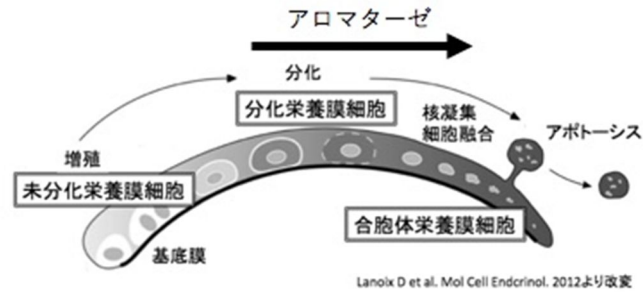 アロマターゼ
分化
分化栄養膜細胞
核凝集
細胞融合
アポトーシス
増殖
未分化栄養膜細胞
合胞体栄養膜細胞
基底膜
Lanoix D et al. Mol Cell Endcrinol. 2012より改変